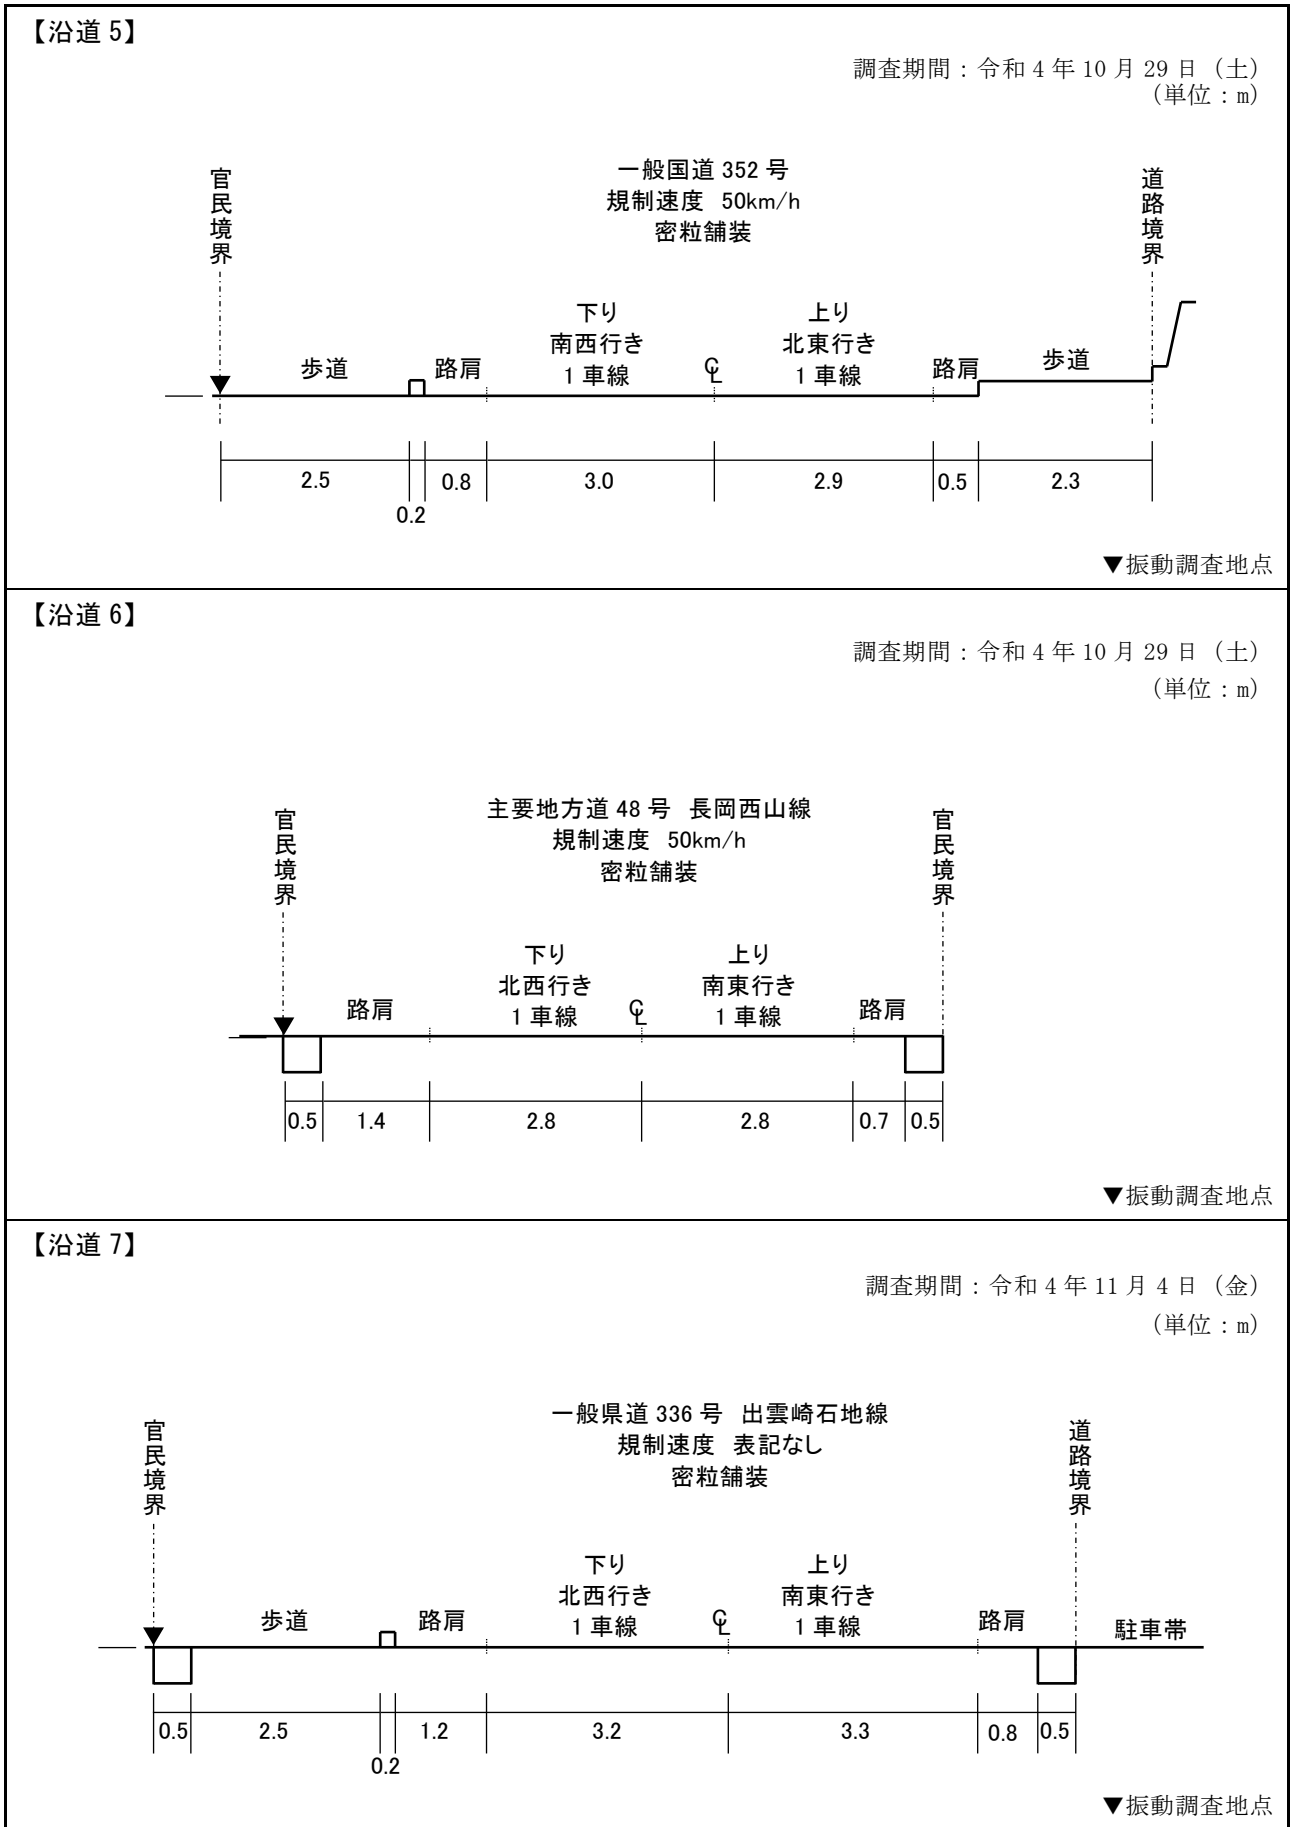 【沿道 5】
調査期間：令和 4 年 10 月 29 日（土）
（単位：m）
一般国道 352 号
規制速度 50km/h
密粒舗装
官民境界
道路境界
下り
南西行き
1 車線
上り
北東行き
1 車線
歩道
路肩
℄
路肩
歩道
2.5
0.2
0.8
3.0
2.9
0.5
2.3
▼振動調査地点
【沿道 6】
調査期間：令和 4 年 10 月 29 日（土）
（単位：m）
主要地方道 48 号 長岡西山線
規制速度 50km/h
密粒舗装
官民境界
官民境界
下り
北西行き
1 車線
上り
南東行き
1 車線
路肩
℄
路肩
0.5
1.4
2.8
2.8
0.7
0.5
▼振動調査地点
【沿道 7】
調査期間：令和 4 年 11 月 4 日（金）
（単位：m）
一般県道 336 号 出雲崎石地線
規制速度 表記なし
密粒舗装
官民境界
道路境界
下り
北西行き
1 車線
上り
南東行き
1 車線
歩道
路肩
℄
路肩
駐車帯
0.5
2.5
0.2
1.2
3.2
3.3
0.8
0.5
▼振動調査地点